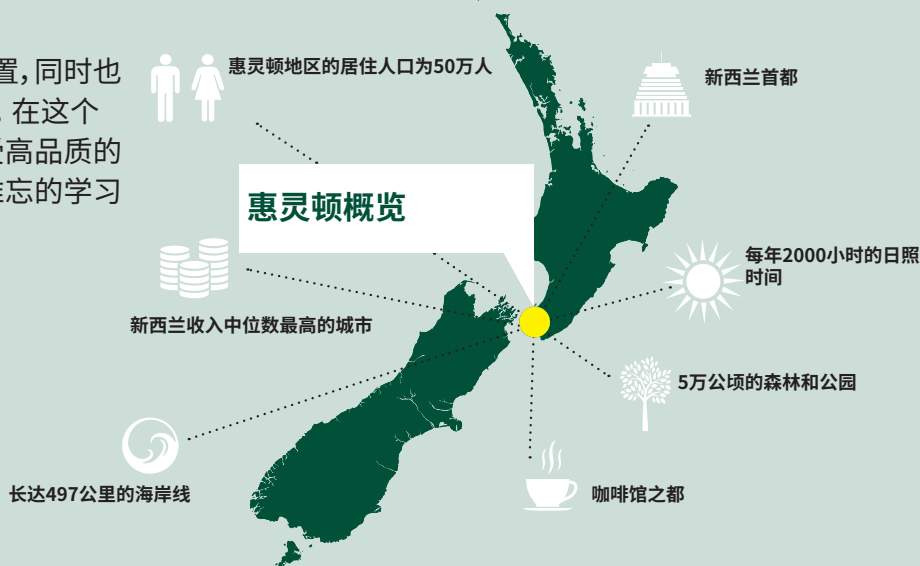 置，同时也
在这个
高品质的
忘的学习
惠灵顿地区的居住人口为50万人
新西兰首都
惠灵顿概览
每年2000小时的日照
时间
新西兰收入中位数最高的城市
5万公顷的森林和公园
长达497公里的海岸线
咖啡馆之都